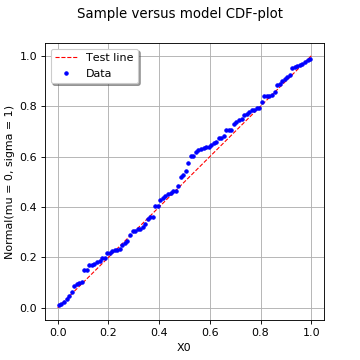 Sample versus model CDF-plot
Test line
Data
1.0
0.8
0.6
0.4
0.2
0.0
Normal(mu = 0, sigma = 1)
0.0 0.2 0.4 0.6 0.8 1.0
X0